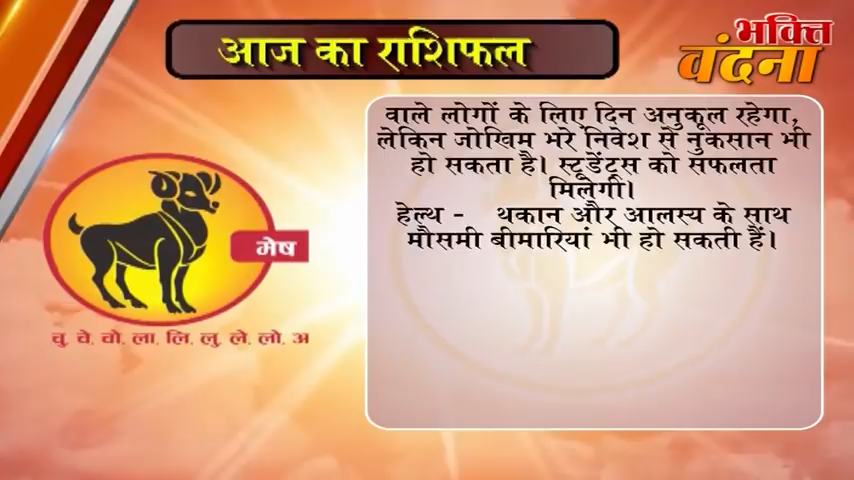 आज का राशिफल
भक्ति
वंदना
वाले लोगों के लिए दिन अनुकूल रहेगा,
लेकिन जोखिम भरे निवेश से नुकसान भी
हो सकता है। स्टूडेंट्स को सफलता
मिलेगी।
हेल्थ - थकान और आलस्य के साथ
मौसमी बीमारियां भी हो सकती हैं।
मेष
चु, चे, चो, ला, लि, लु, ले, लो, अ